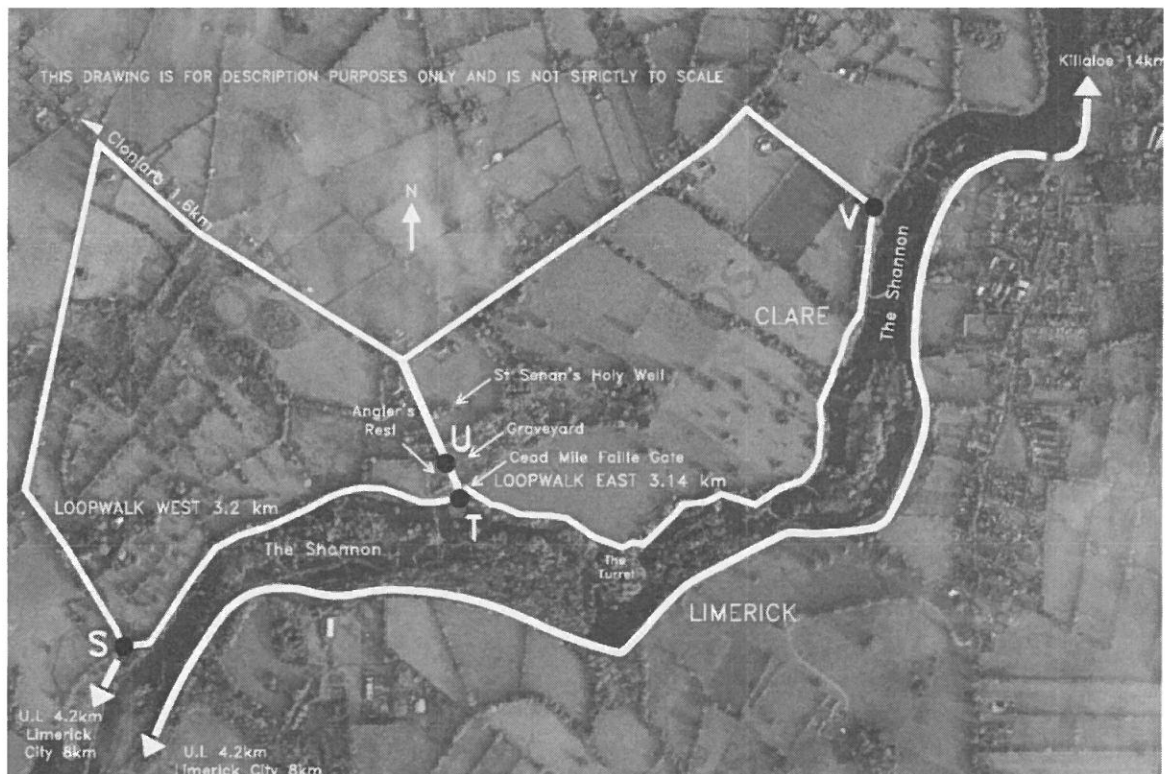 THIS DRAWING IS FOR DESCRIPTION PURPOSES ONLY AND IS NOT STRICTLY TO SCALE
Killaloe 14km
Clonlara 1.6km
N
V
The Shannon
CLARE
St Senan's Holy Well
Angler's
Rest
U
Graveyard
Cead Mile Failte Gate
LOOPWALK EAST 3.14 km
LOOPWALK WEST 3.2 km
T
The Shannon
The
Turret
LIMERICK
S
U.L 4.2km
Limerick
City 8km
U.L 4.2km
Limerick City 8km